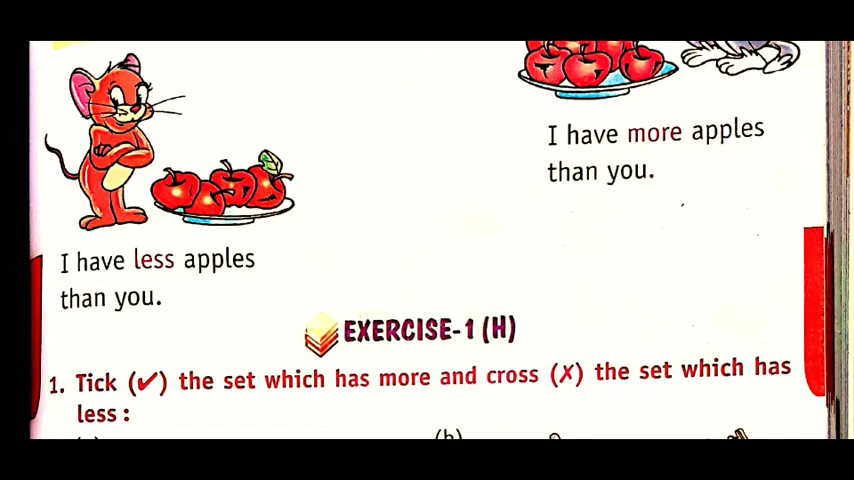 I have more apples
than you.
I have less apples
than you.
EXERCISE-1 (H)
1. Tick (✔) the set which has more and cross (✗) the set which has
less :